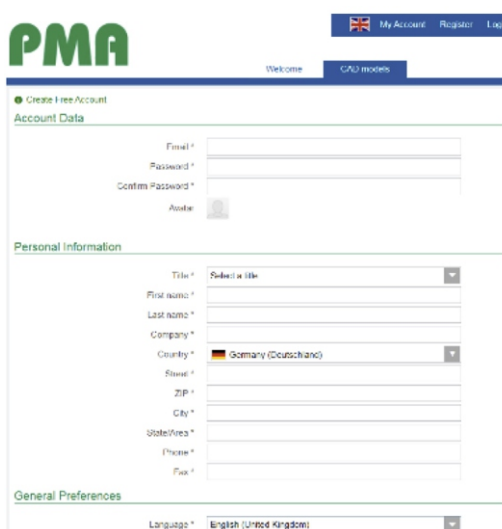 PMA
My Account Register Log
Welcome CAD models
Create Free Account
Account Data
Email *
Password *
Confirm Password *
Avatar
Personal Information
Title * Select a title
First name *
Last name *
Company *
Country * Germany (Deutschland)
Street *
ZIP *
City *
State/Area *
Phone *
Fax *
General Preferences
Language * English (United Kingdom)